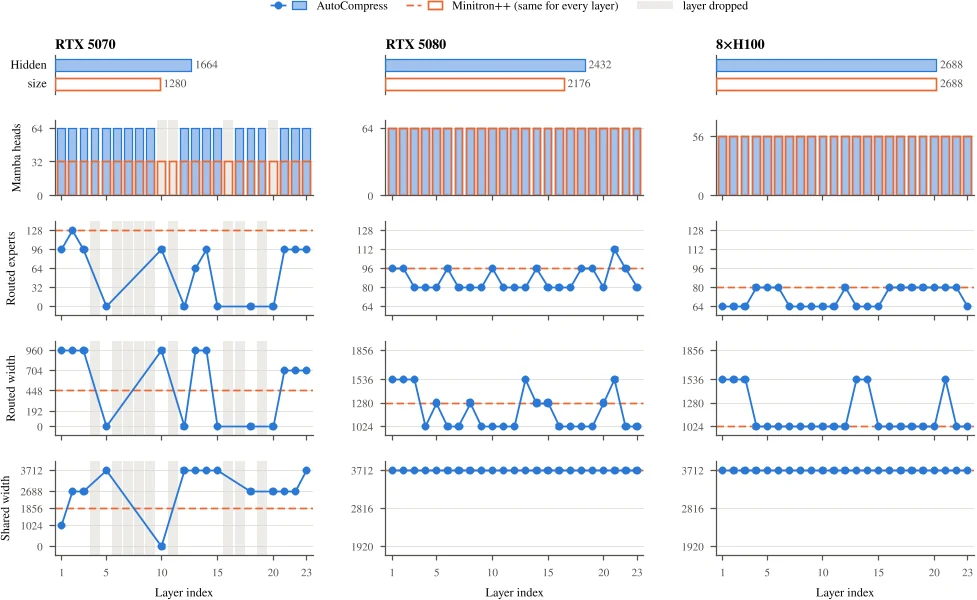 AutoCompress
Minitron++ (same for every layer)
layer dropped
RTX 5070
RTX 5080
8×H100
Hidden
size
1664
1280
2432
2176
2688
2688
Mamba heads
64
32
0
64
0
56
0
Routed experts
128
96
64
32
0
128
112
96
80
64
128
112
96
80
64
Routed width
960
704
448
192
0
1856
1536
1280
1024
1856
1536
1280
1024
Shared width
3712
2688
1856
1024
0
3712
2816
1920
3712
2816
1920
1 5 10 15 20 23
1 5 10 15 20 23
1 5 10 15 20 23
Layer index
Layer index
Layer index